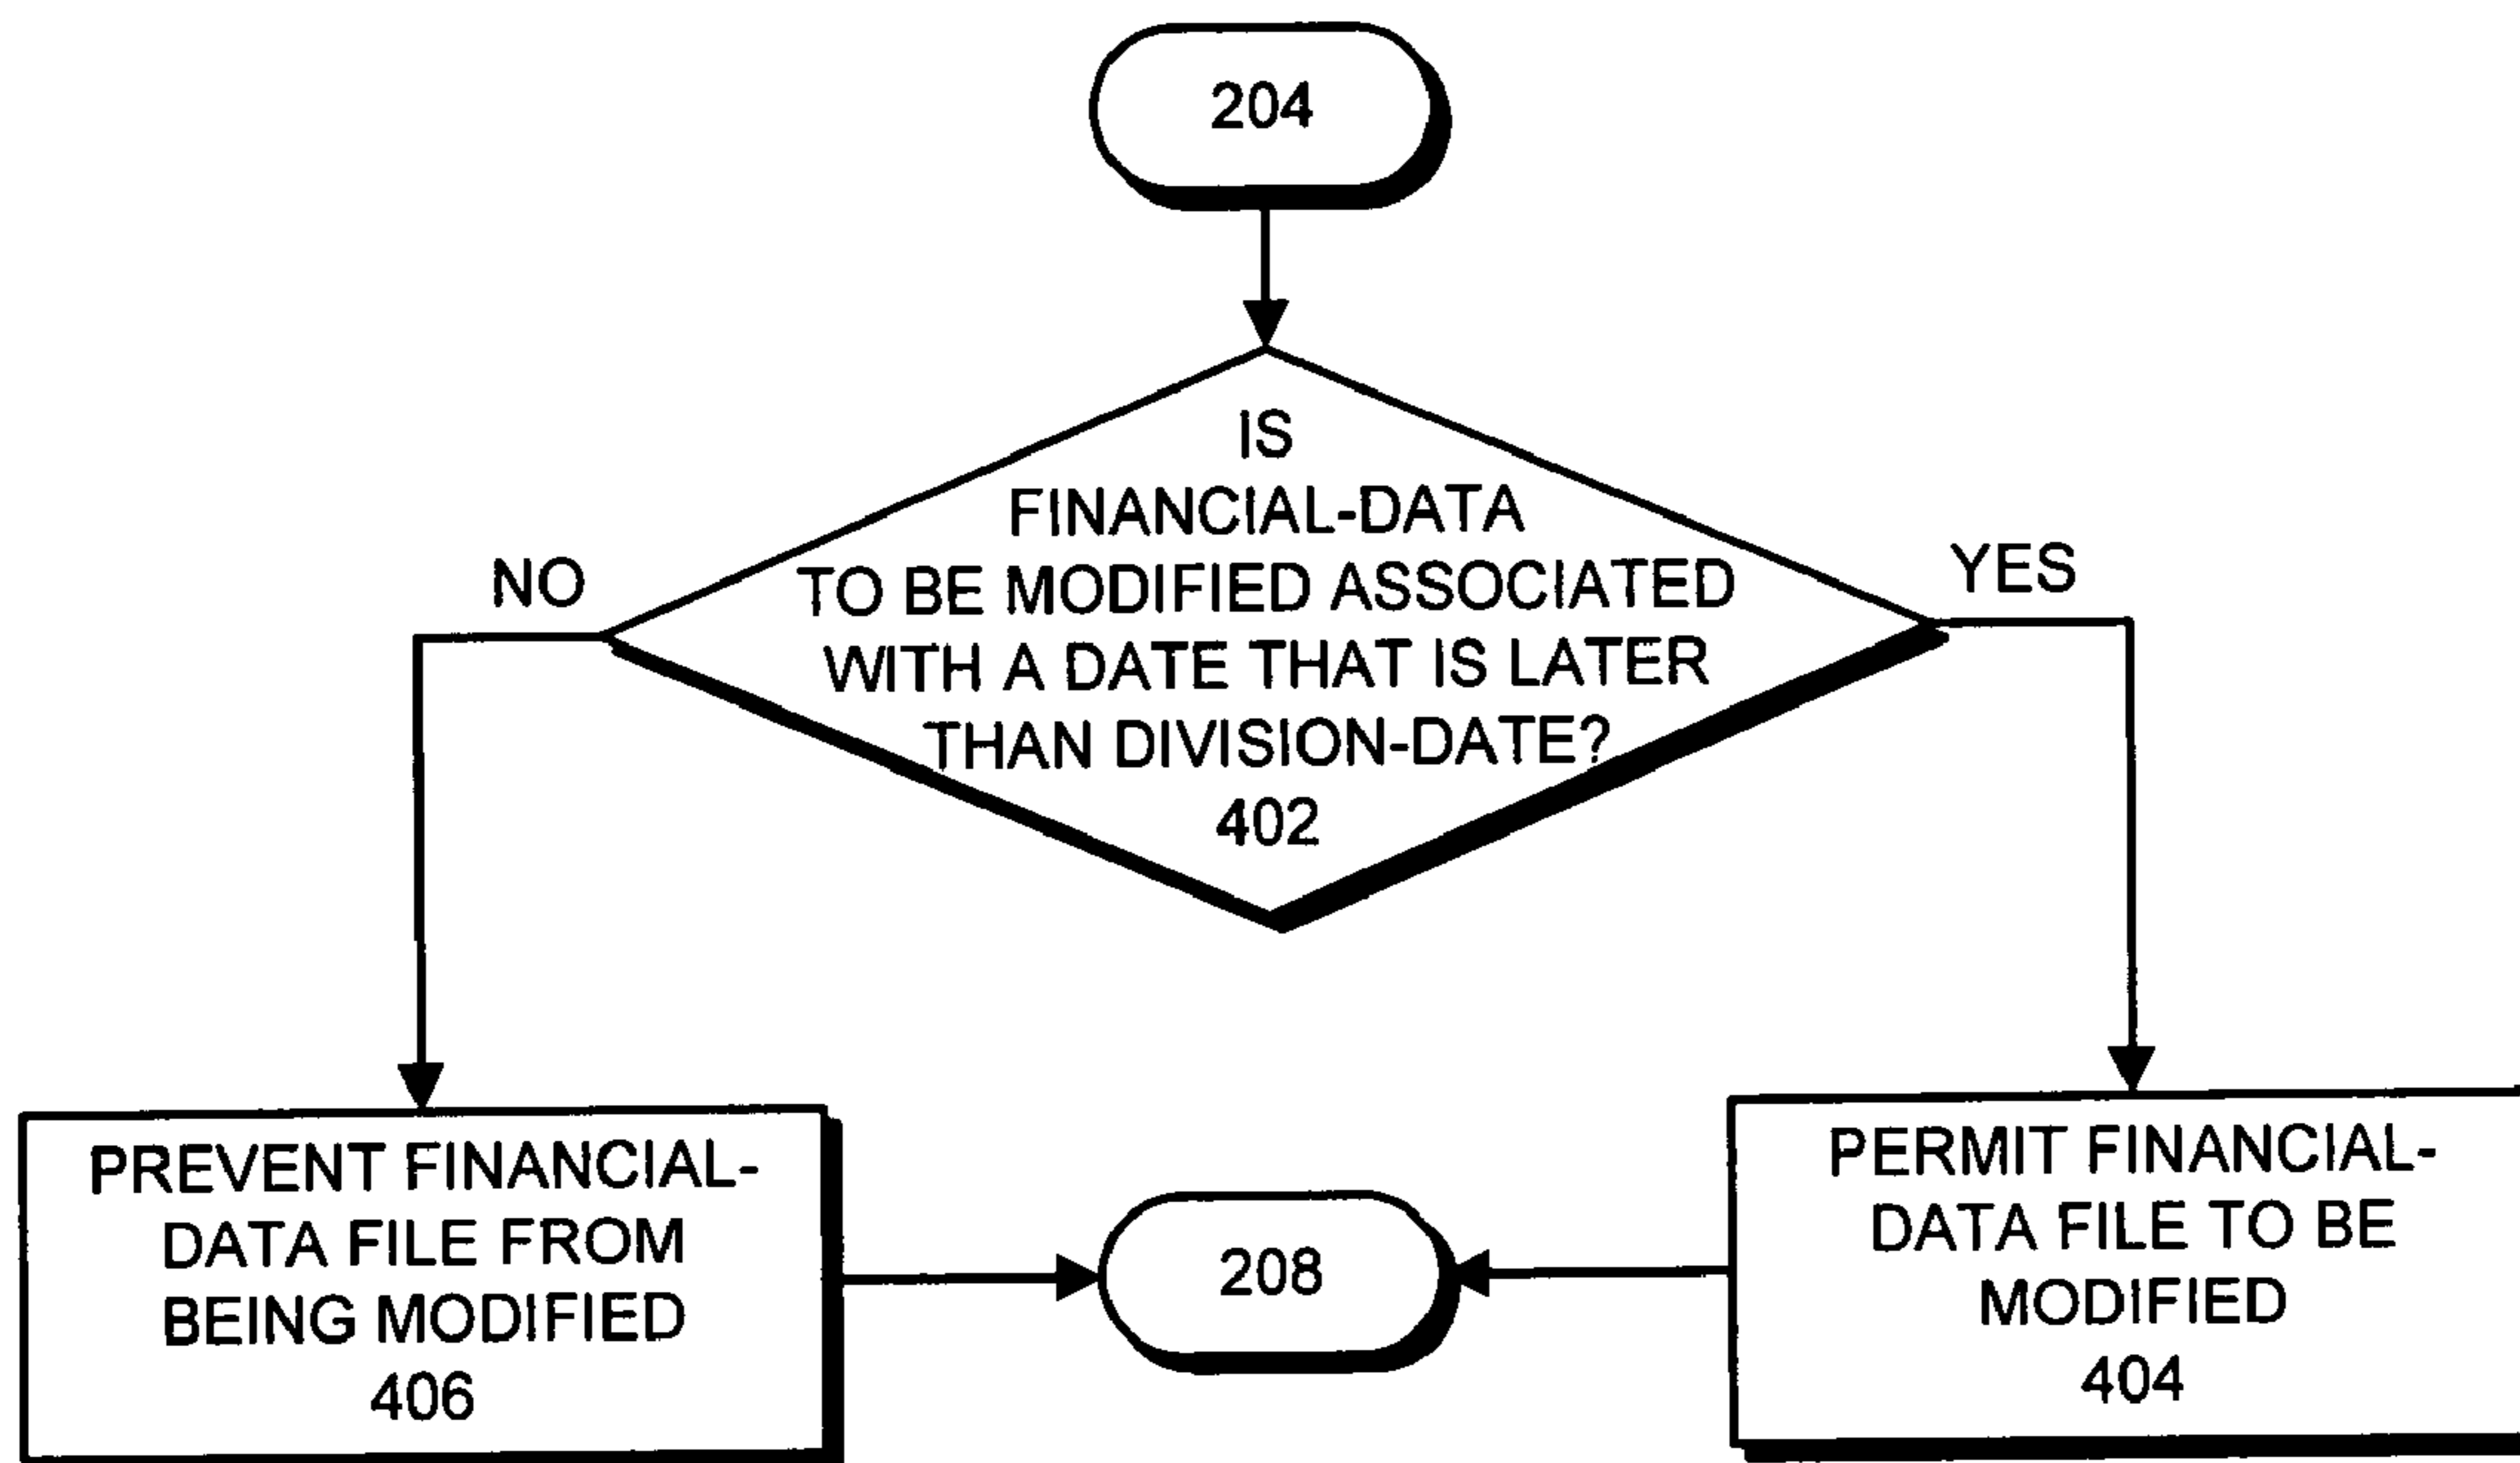 204
IS
FINANCIAL-DATA
TO BE MODIFIED ASSOCIATED
WITH A DATE THAT IS LATER
THAN DIVISION-DATE?
402
NO
YES
PREVENT FINANCIAL-
DATA FILE FROM
BEING MODIFIED
406
208
PERMIT FINANCIAL-
DATA FILE TO BE
MODIFIED
404